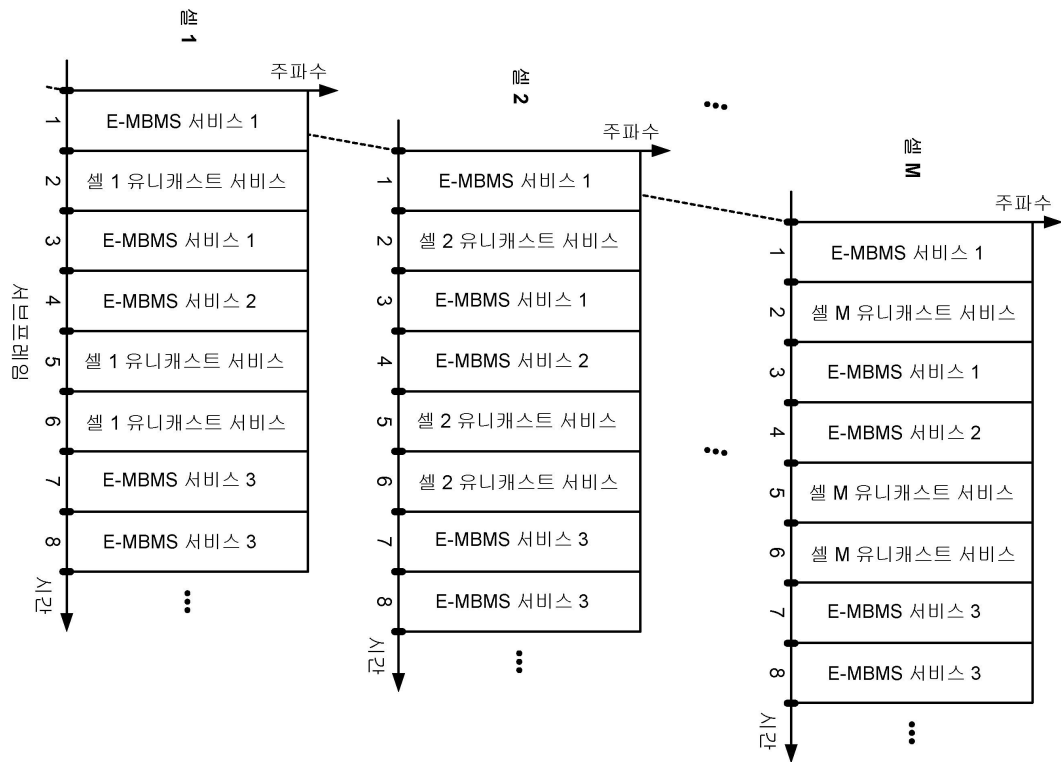 셀 1
주파수
1
E-MBMS 서비스 1
2
셀 1 유니캐스트 서비스
3
E-MBMS 서비스 1
4
E-MBMS 서비스 2
5
셀 1 유니캐스트 서비스
6
셀 1 유니캐스트 서비스
7
E-MBMS 서비스 3
8
E-MBMS 서비스 3
서브프레임
시간
셀 2
주파수
1
E-MBMS 서비스 1
2
셀 2 유니캐스트 서비스
3
E-MBMS 서비스 1
4
E-MBMS 서비스 2
5
셀 2 유니캐스트 서비스
6
셀 2 유니캐스트 서비스
7
E-MBMS 서비스 3
8
E-MBMS 서비스 3
시간
셀 M
주파수
1
E-MBMS 서비스 1
2
셀 M 유니캐스트 서비스
3
E-MBMS 서비스 1
4
E-MBMS 서비스 2
5
셀 M 유니캐스트 서비스
6
셀 M 유니캐스트 서비스
7
E-MBMS 서비스 3
8
E-MBMS 서비스 3
시간